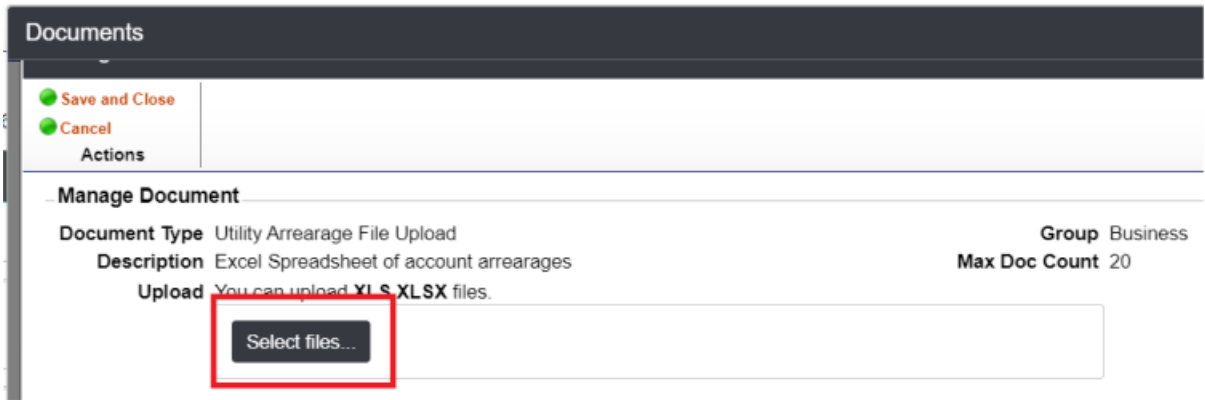 Documents
Save and Close
Cancel
Actions
Manage Document
Document Type Utility Arrearage File Upload Group Business
Description Excel Spreadsheet of account arrearages Max Doc Count 20
Upload You can upload XLS,XLSX files.
Select files...